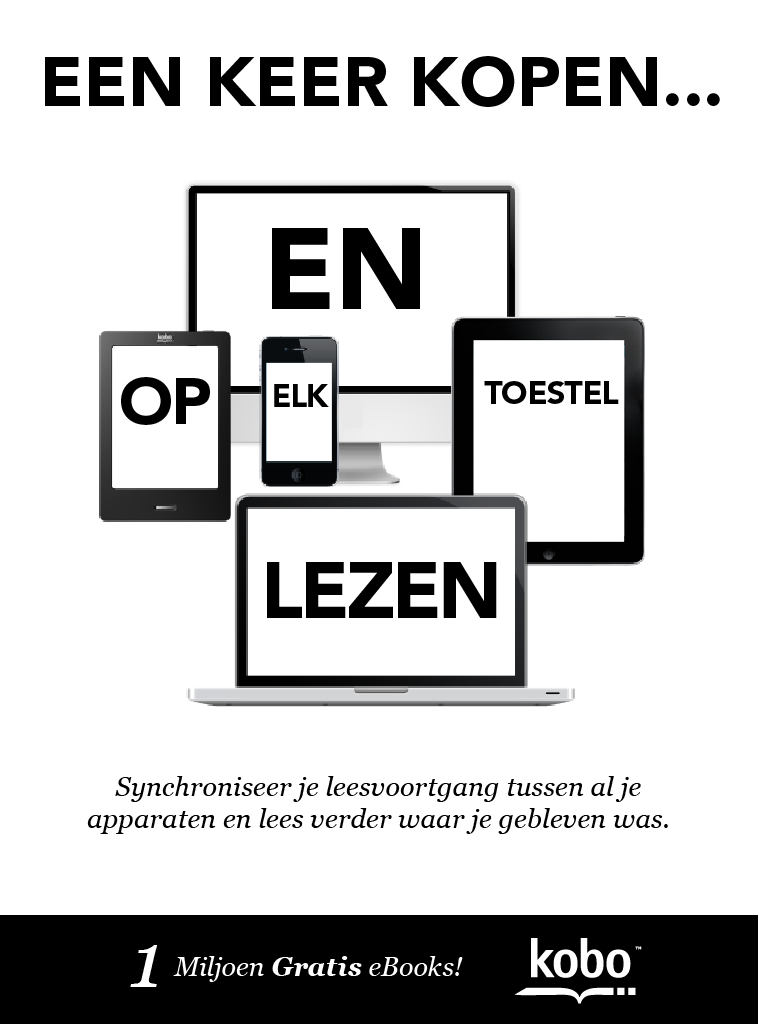 EEN KEER KOPEN...
EN
kobo
OP
ELK
TOESTEL
LEZEN
Synchroniseer je leesvoortgang tussen al je
apparaten en lees verder waar je gebleven was.
1 Miljoen Gratis eBooks!
kobo™